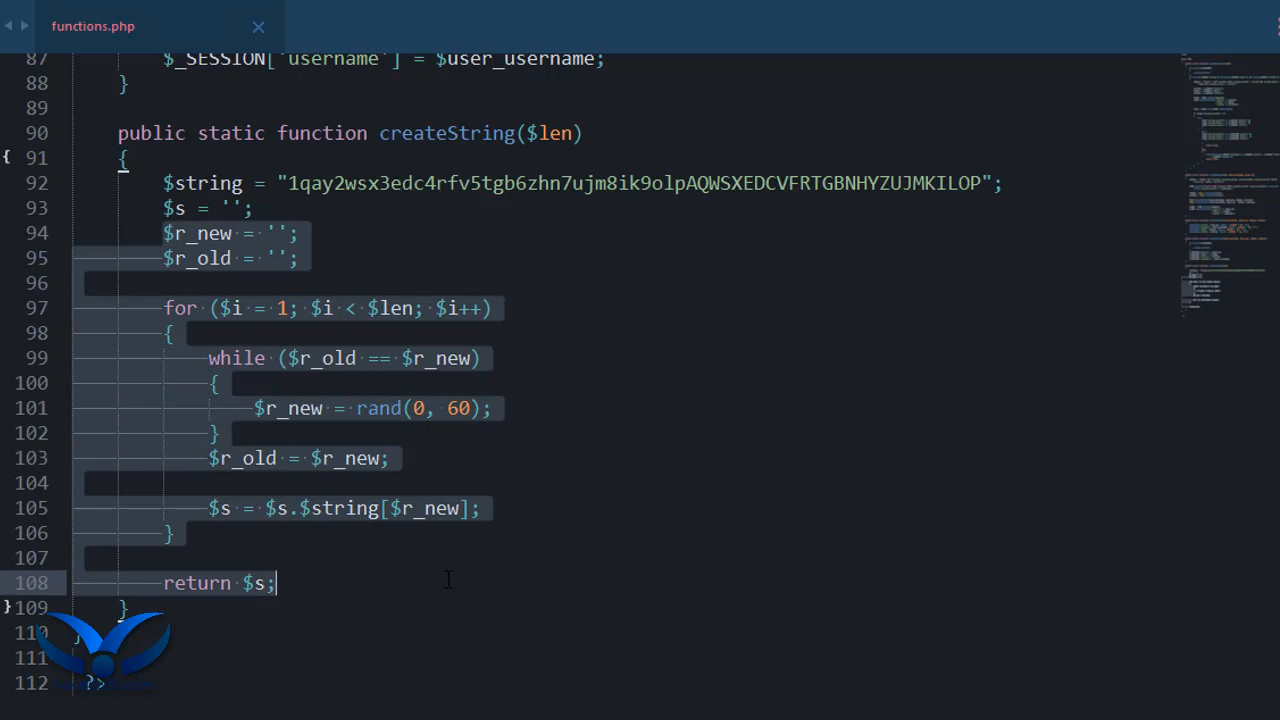 functions.php
87 $_SESSION['username'] = $user_username;
88 }
89
90 public static function createString($len)
{ 91 {
92 $string = "1qay2wsx3edc4rfv5tgb6zhn7ujm8ik9olpAQWSXEDCVFRTGBNHYZUJMKILOP";
93 $s = '';
94 $r_new = '';
95 $r_old = '';
96
97 for ($i = 1; $i < $len; $i++)
98 {
99 while ($r_old == $r_new)
100 {
101 $r_new = rand(0, 60);
102 }
103 $r_old = $r_new;
104
105 $s = $s.$string[$r_new];
106 }
107
108 return $s;
} 109 }
110 }
111
112 ?>